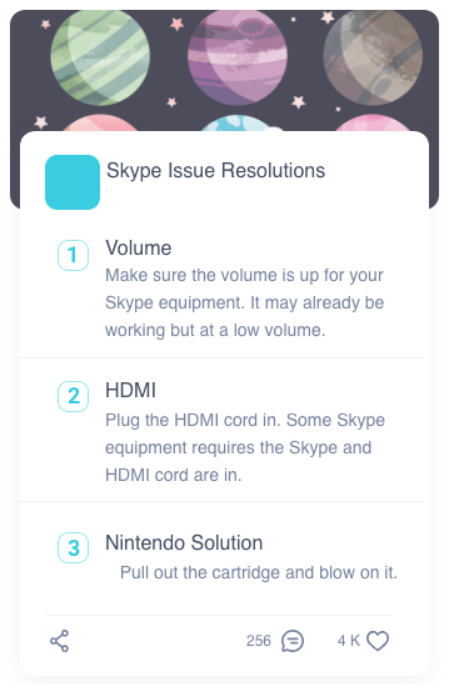 Skype Issue Resolutions
1
Volume
Make sure the volume is up for your
Skype equipment. It may already be
working but at a low volume.
2
HDMI
Plug the HDMI cord in. Some Skype
equipment requires the Skype and
HDMI cord are in.
3
Nintendo Solution
Pull out the cartridge and blow on it.
256 4 K